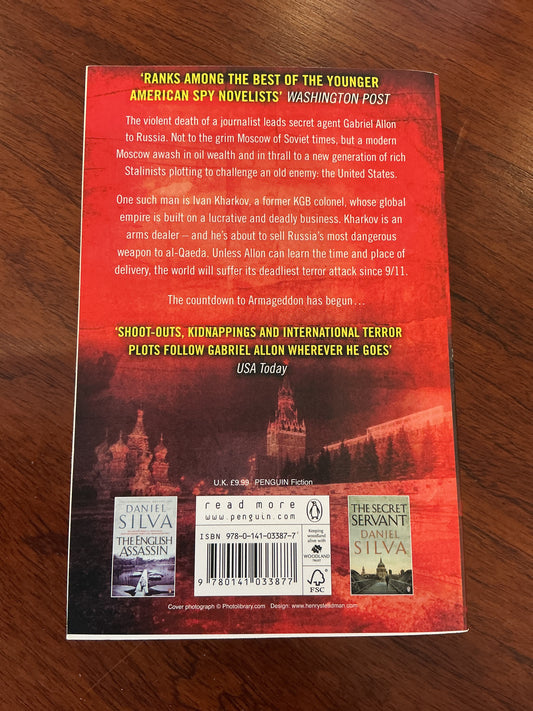 ‘RANKS AMONG THE BEST OF THE YOUNGER
AMERICAN SPY NOVELISTS’ WASHINGTON POST
The violent death of a journalist leads secret agent Gabriel Allon
to Russia. Not to the grim Moscow of Soviet times, but a modern
Moscow awash in oil wealth and in thrall to a new generation of rich
Stalinists plotting to challenge an old enemy: the United States.
One such man is Ivan Kharkov, a former KGB colonel, whose global
empire is built on a lucrative and deadly business. Kharkov is an
arms dealer – and he's about to sell Russia's most dangerous
weapon to al-Qaeda. Unless Allon can learn the time and place of
delivery, the world will suffer its deadliest terror attack since 9/11.
The countdown to Armageddon has begun…
‘SHOOT-OUTS, KIDNAPPINGS AND INTERNATIONAL TERROR
PLOTS FOLLOW GABRIEL ALLON WHEREVER HE GOES’
USA Today
U.K. £9.99 PENGUIN Fiction
DANIEL
SILVA
THE ENGLISH
ASSASSIN
read more
www.penguin.com
ISBN 978-0-141-03387-7
9 780141 033877
Keeping
woodland
alive with
WOODLAND
TRUST
FSC
THE SECRET
SERVANT
DANIEL
SILVA
Cover photograph © Photolibrary.com Design: www.henrysteadman.com